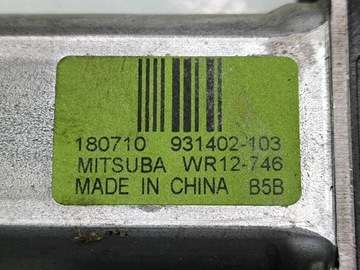 180710 931402-103
MITSUBA WR12-746
MADE IN CHINA B5B